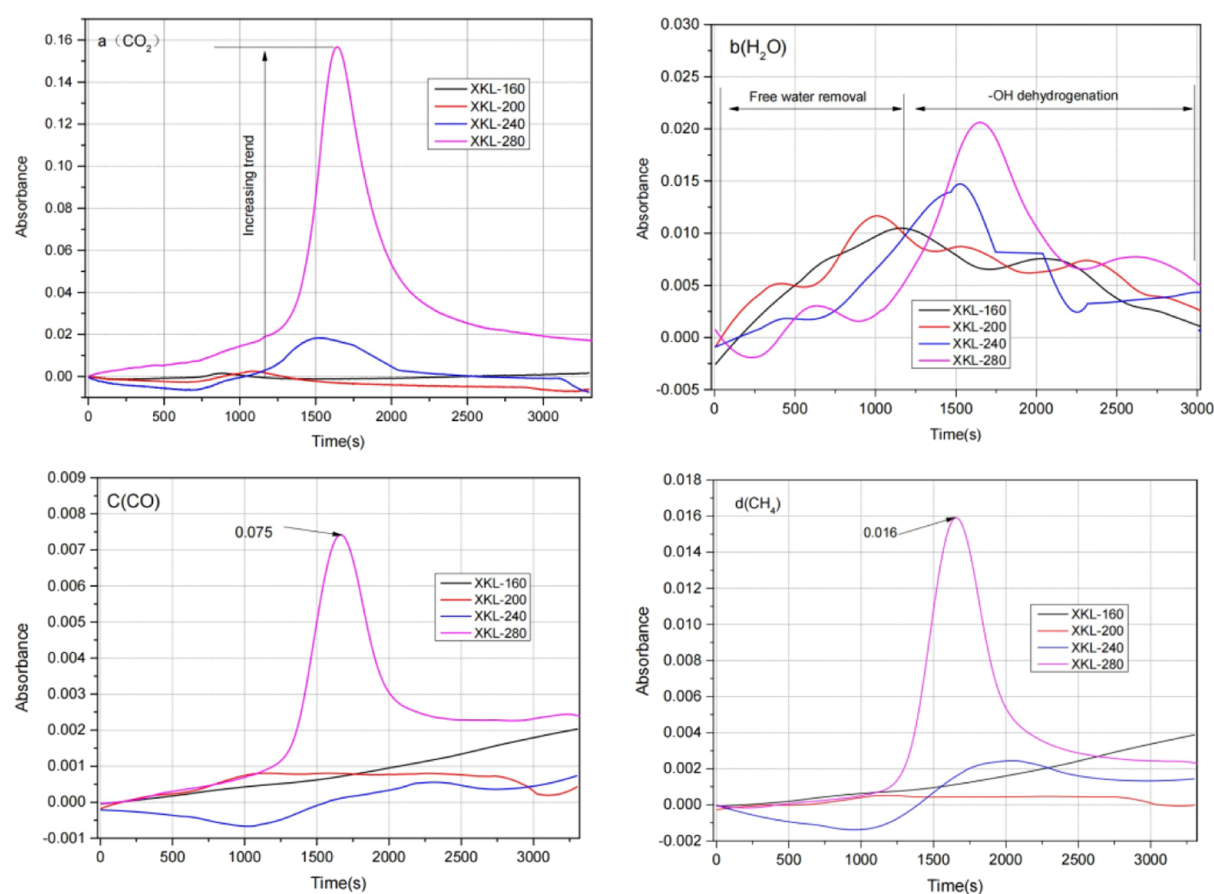 a（CO₂）
0.16
0.14
0.12
0.10
0.08
0.06
0.04
0.02
0.00
Absorbance
Increasing trend
XKL-160
XKL-200
XKL-240
XKL-280
0
500
1000
1500
2000
2500
3000
Time(s)
b(H₂O)
0.030
0.025
0.020
0.015
0.010
0.005
0.000
-0.005
Absorbance
Free water removal
-OH dehydrogenation
XKL-160
XKL-200
XKL-240
XKL-280
0
500
1000
1500
2000
2500
3000
Time(s)
C(CO)
0.009
0.008
0.007
0.006
0.005
0.004
0.003
0.002
0.001
0.000
-0.001
Absorbance
0.075
XKL-160
XKL-200
XKL-240
XKL-280
0
500
1000
1500
2000
2500
3000
Time(s)
d(CH₄)
0.018
0.016
0.014
0.012
0.010
0.008
0.006
0.004
0.002
0.000
-0.002
Absorbance
0.016
XKL-160
XKL-200
XKL-240
XKL-280
0
500
1000
1500
2000
2500
3000
Time(s)